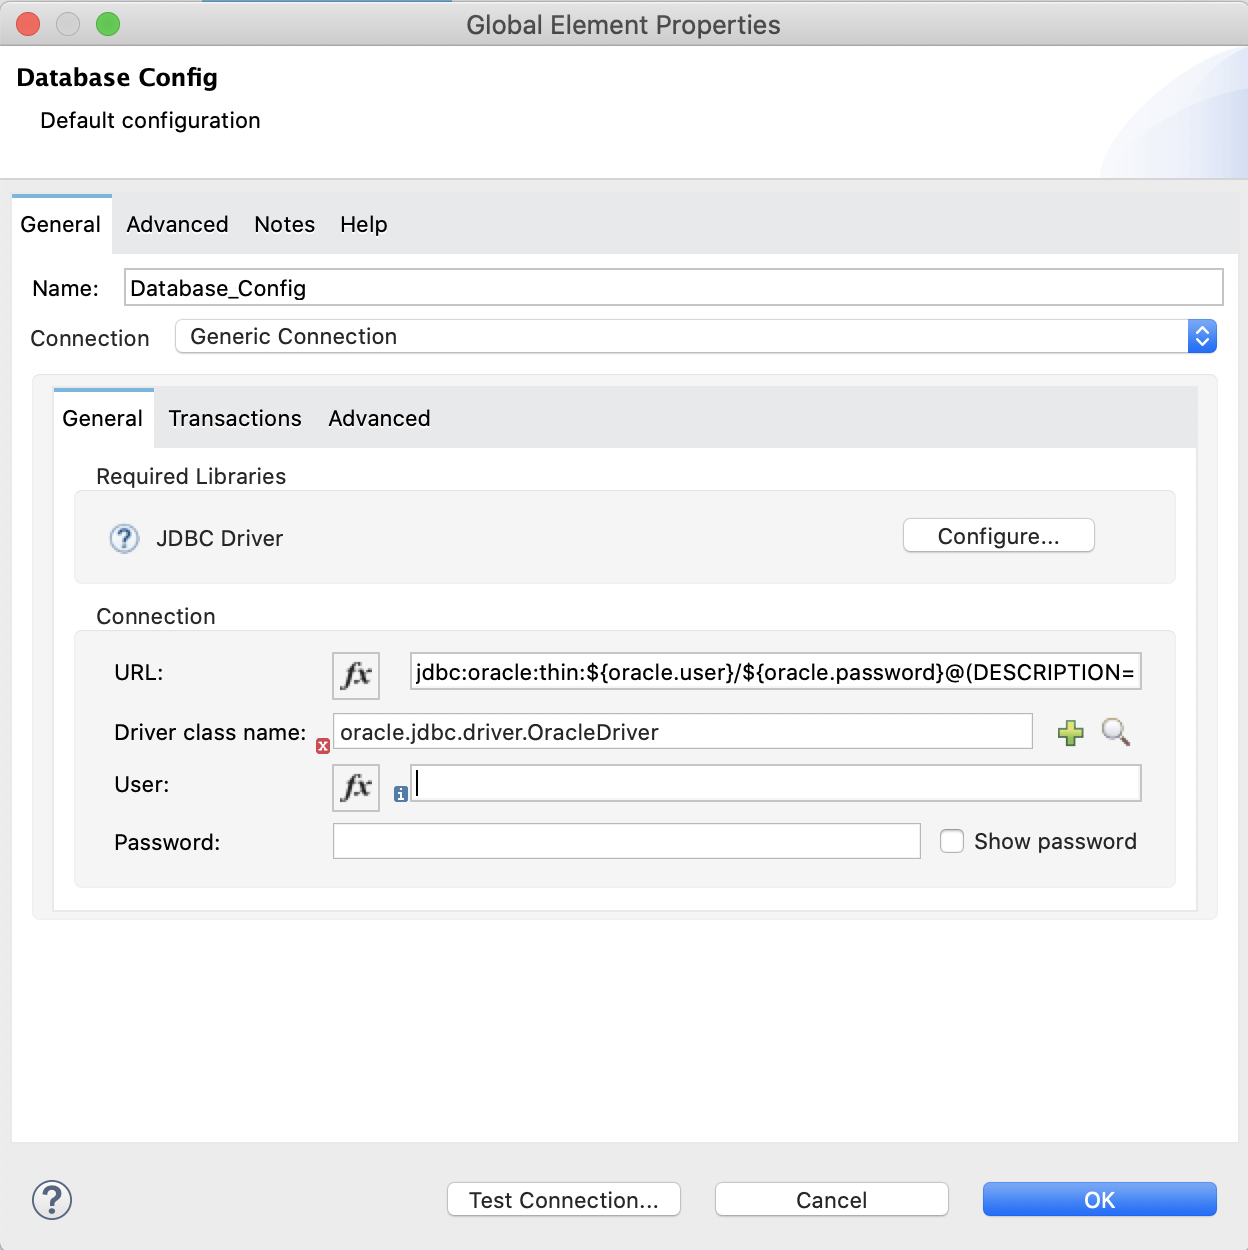 Global Element Properties
Database Config
Default configuration
General Advanced Notes Help
Name: Database_Config
Connection Generic Connection
General Transactions Advanced
Required Libraries
? JDBC Driver Configure...
Connection
URL: fx jdbc:oracle:thin:${oracle.user}/${oracle.password}@(DESCRIPTION=
Driver class name: x oracle.jdbc.driver.OracleDriver
User: fx i
Password: Show password
? Test Connection... Cancel OK